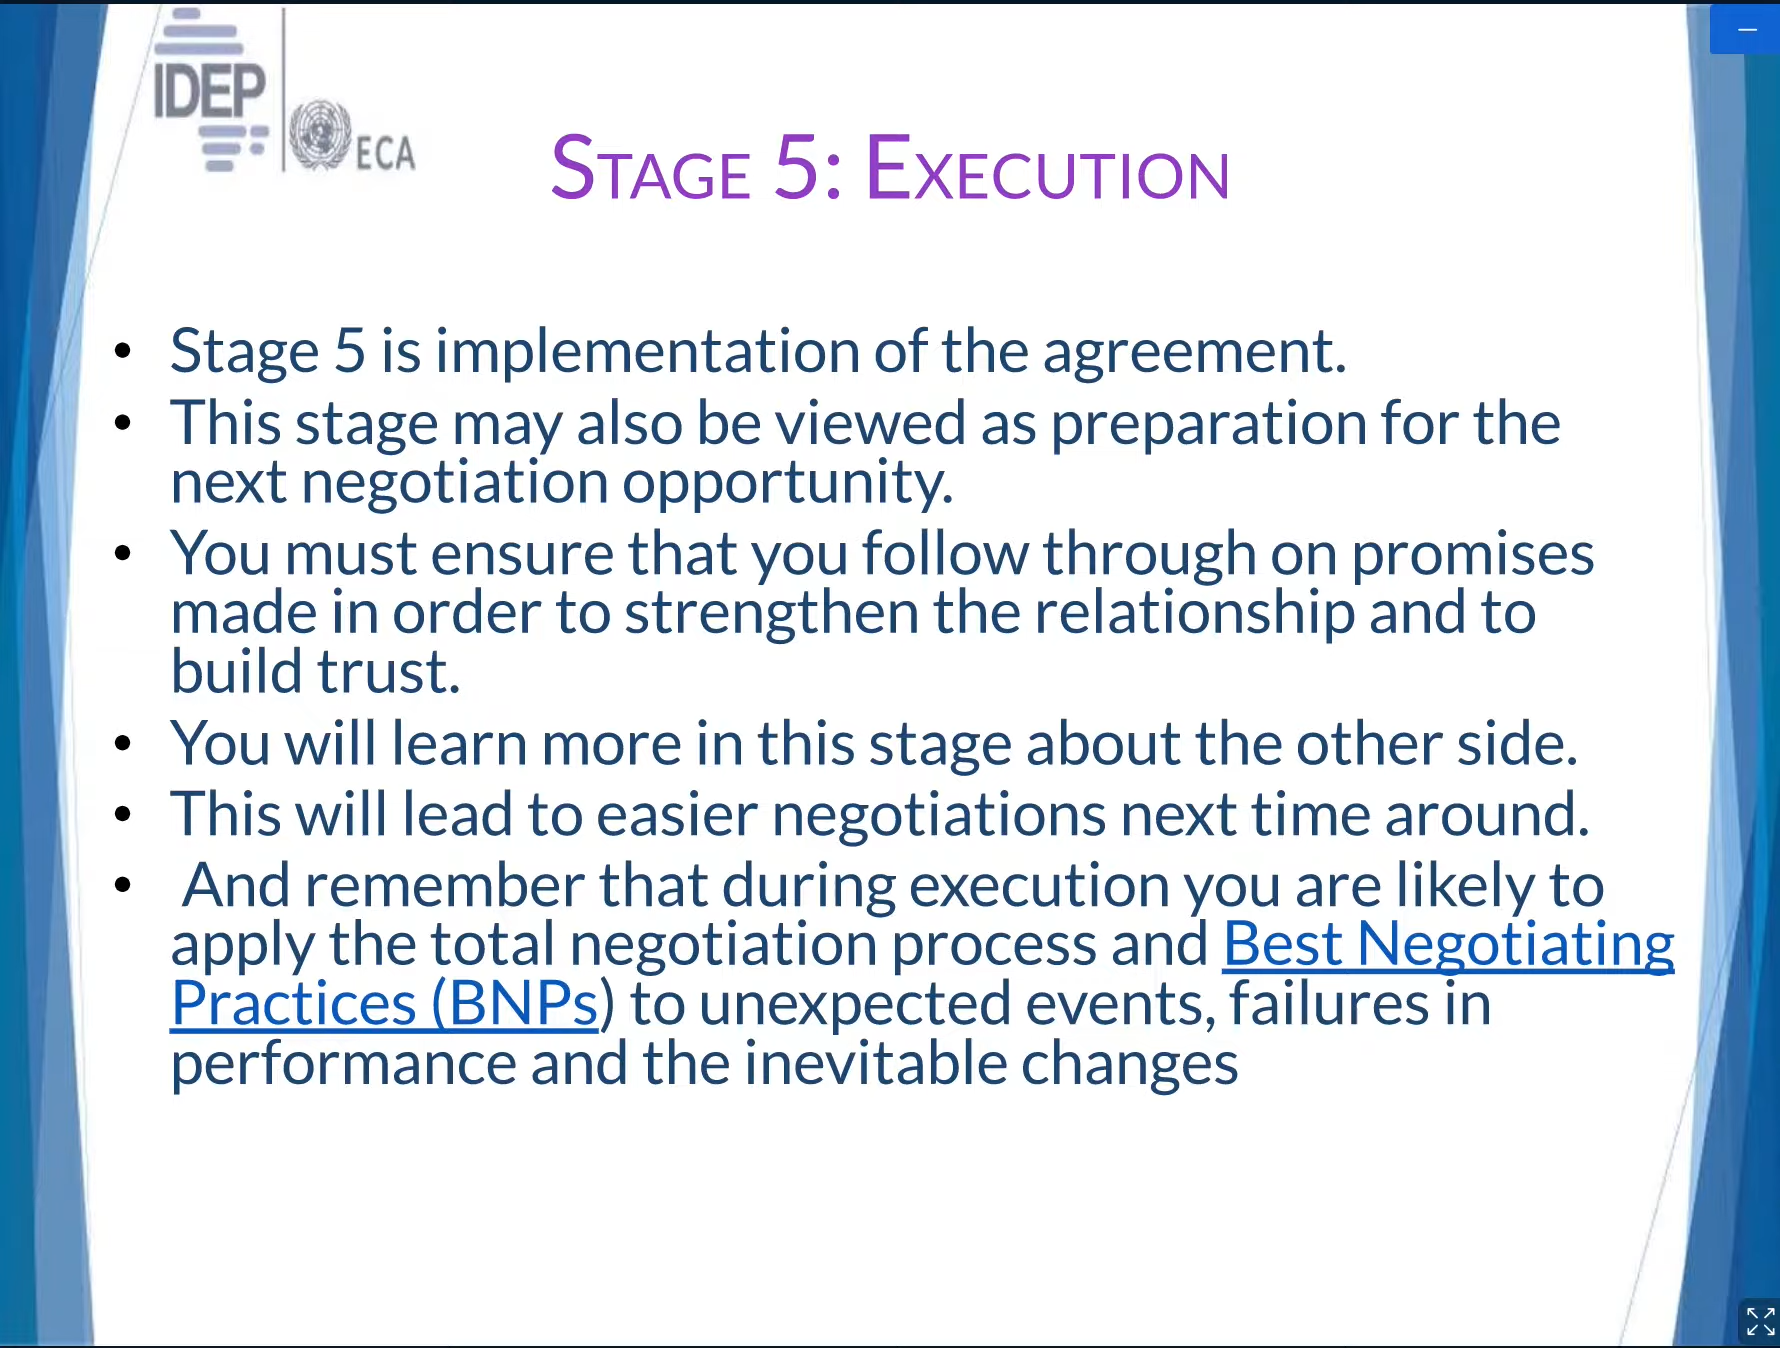 IDEP
ECA
STAGE 5: EXECUTION
• Stage 5 is implementation of the agreement.
• This stage may also be viewed as preparation for the
next negotiation opportunity.
• You must ensure that you follow through on promises
made in order to strengthen the relationship and to
build trust.
• You will learn more in this stage about the other side.
• This will lead to easier negotiations next time around.
• And remember that during execution you are likely to
apply the total negotiation process and Best Negotiating
Practices (BNPs) to unexpected events, failures in
performance and the inevitable changes